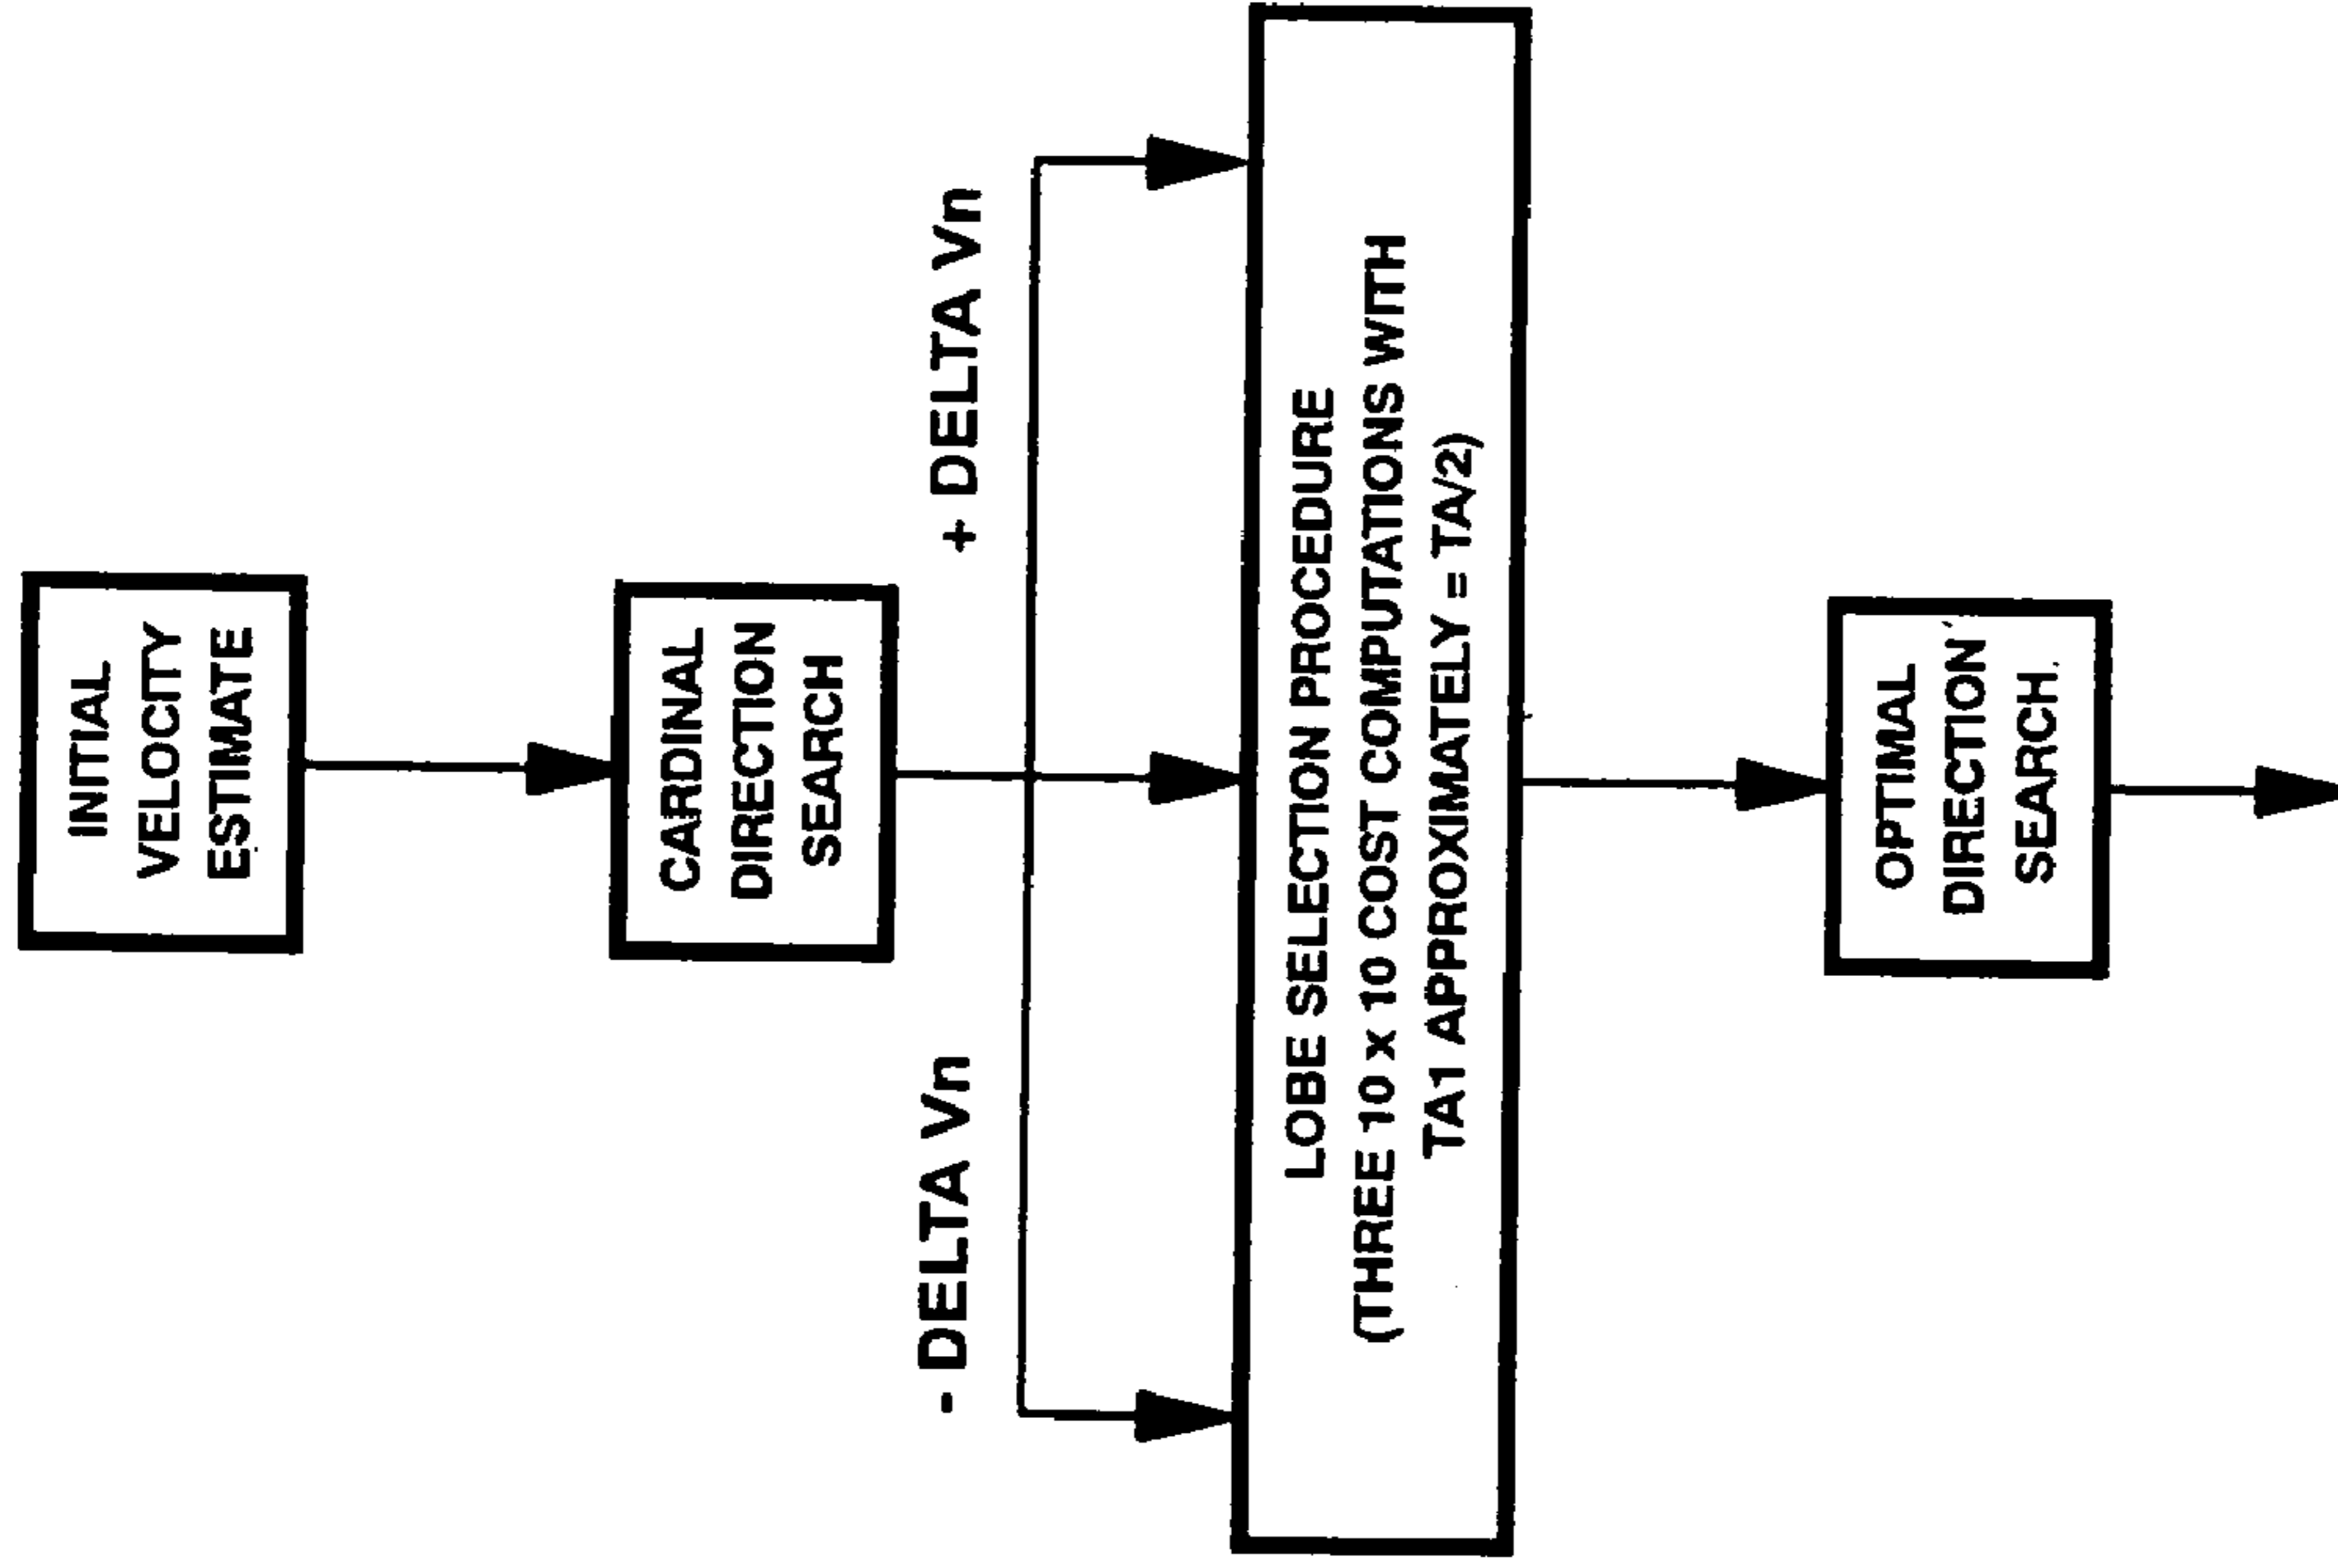 INITIAL
VELOCITY
ESTIMATE
CARDINAL
DIRECTION
SEARCH
- DELTA Vn
+ DELTA Vn
LOBE SELECTION PROCEDURE
(THREE 10 x 10 COST COMPUTATIONS WITH
TA1 APPROXIMATELY = TA/2)
OPTIMAL
DIRECTION
SEARCH